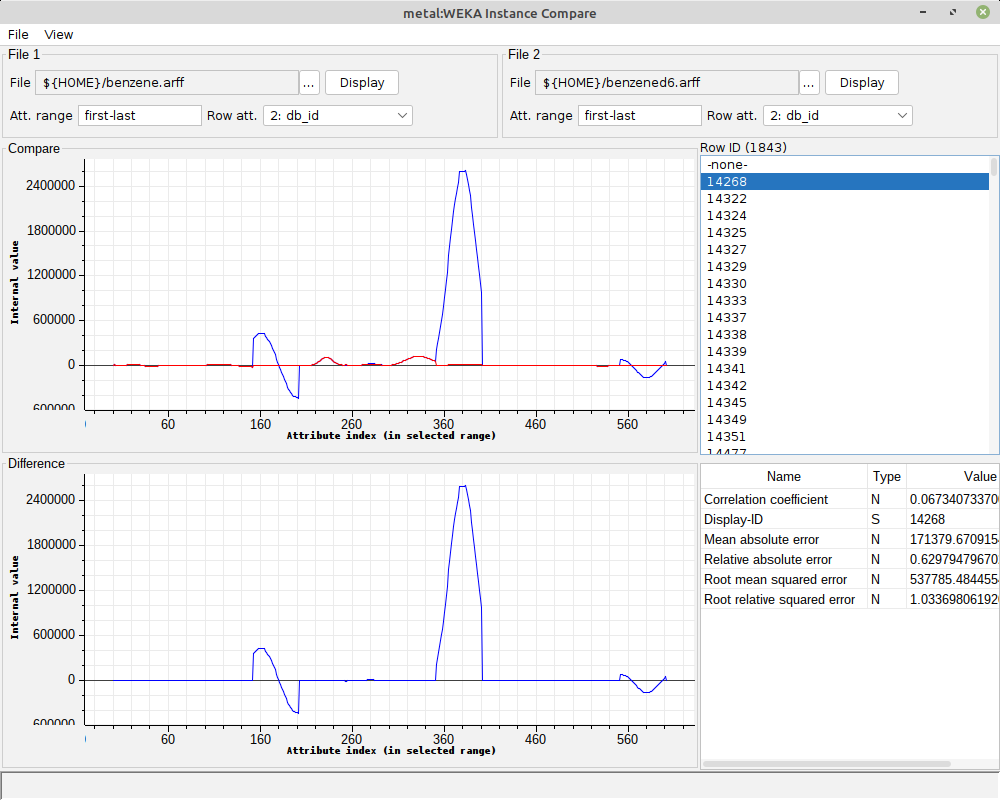 metal:WEKA Instance Compare
File View
File 1
File ${HOME}/benzene.arff ... Display
Att. range first-last Row att. 2: db_id
File 2
File ${HOME}/benzened6.arff ... Display
Att. range first-last Row att. 2: db_id
Compare
2400000
1800000
1200000
600000
0
600000
Internal value
60 160 260 360 460 560
Attribute index (in selected range)
Row ID (1843)
-none-
14268
14322
14324
14325
14327
14329
14330
14333
14337
14338
14339
14341
14342
14345
14349
14351
14477
Difference
2400000
1800000
1200000
600000
0
600000
Internal value
60 160 260 360 460 560
Attribute index (in selected range)
Name Type Value
Correlation coefficient N 0.0673407337
Display-ID S 14268
Mean absolute error N 171379.670915
Relative absolute error N 0.62979479670
Root mean squared error N 537785.484455
Root relative squared error N 1.03369806192